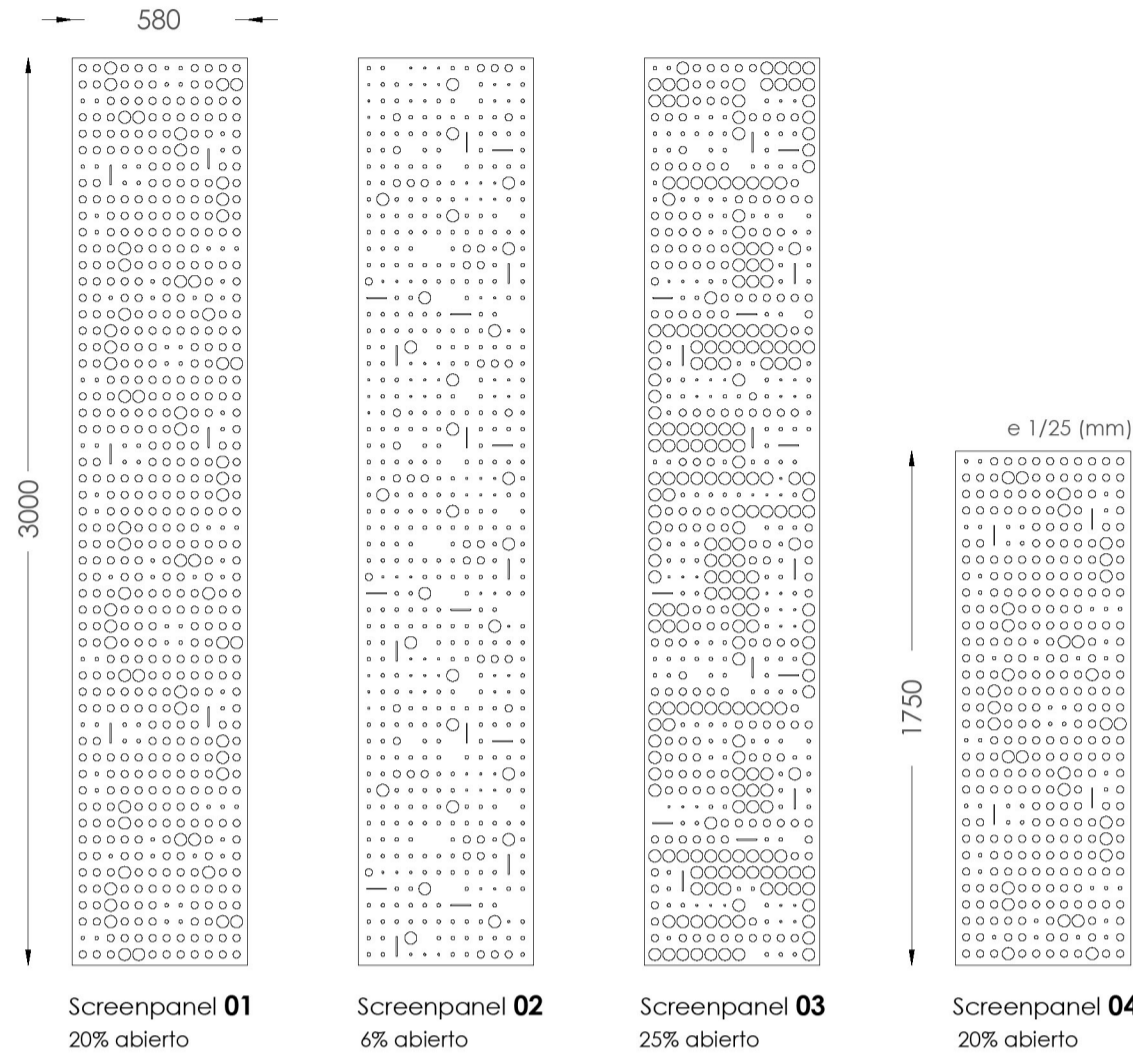 580
3000
e 1/25 (mm)
1750
Screenpanel 01
20% abierto
Screenpanel 02
6% abierto
Screenpanel 03
25% abierto
Screenpanel 04
20% abierto